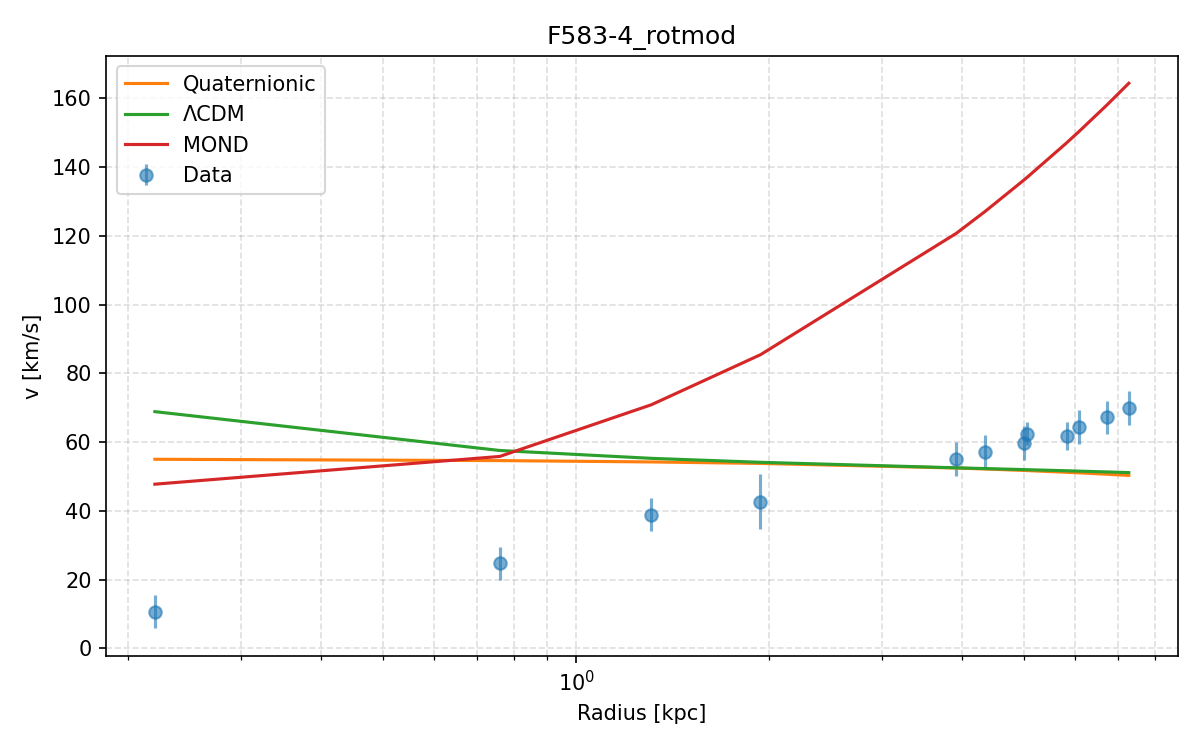 F583-4_rotmod
Quaternionic
ΛCDM
MOND
Data
160
140
120
100
80
60
40
20
0
v [km/s]
10⁰
Radius [kpc]